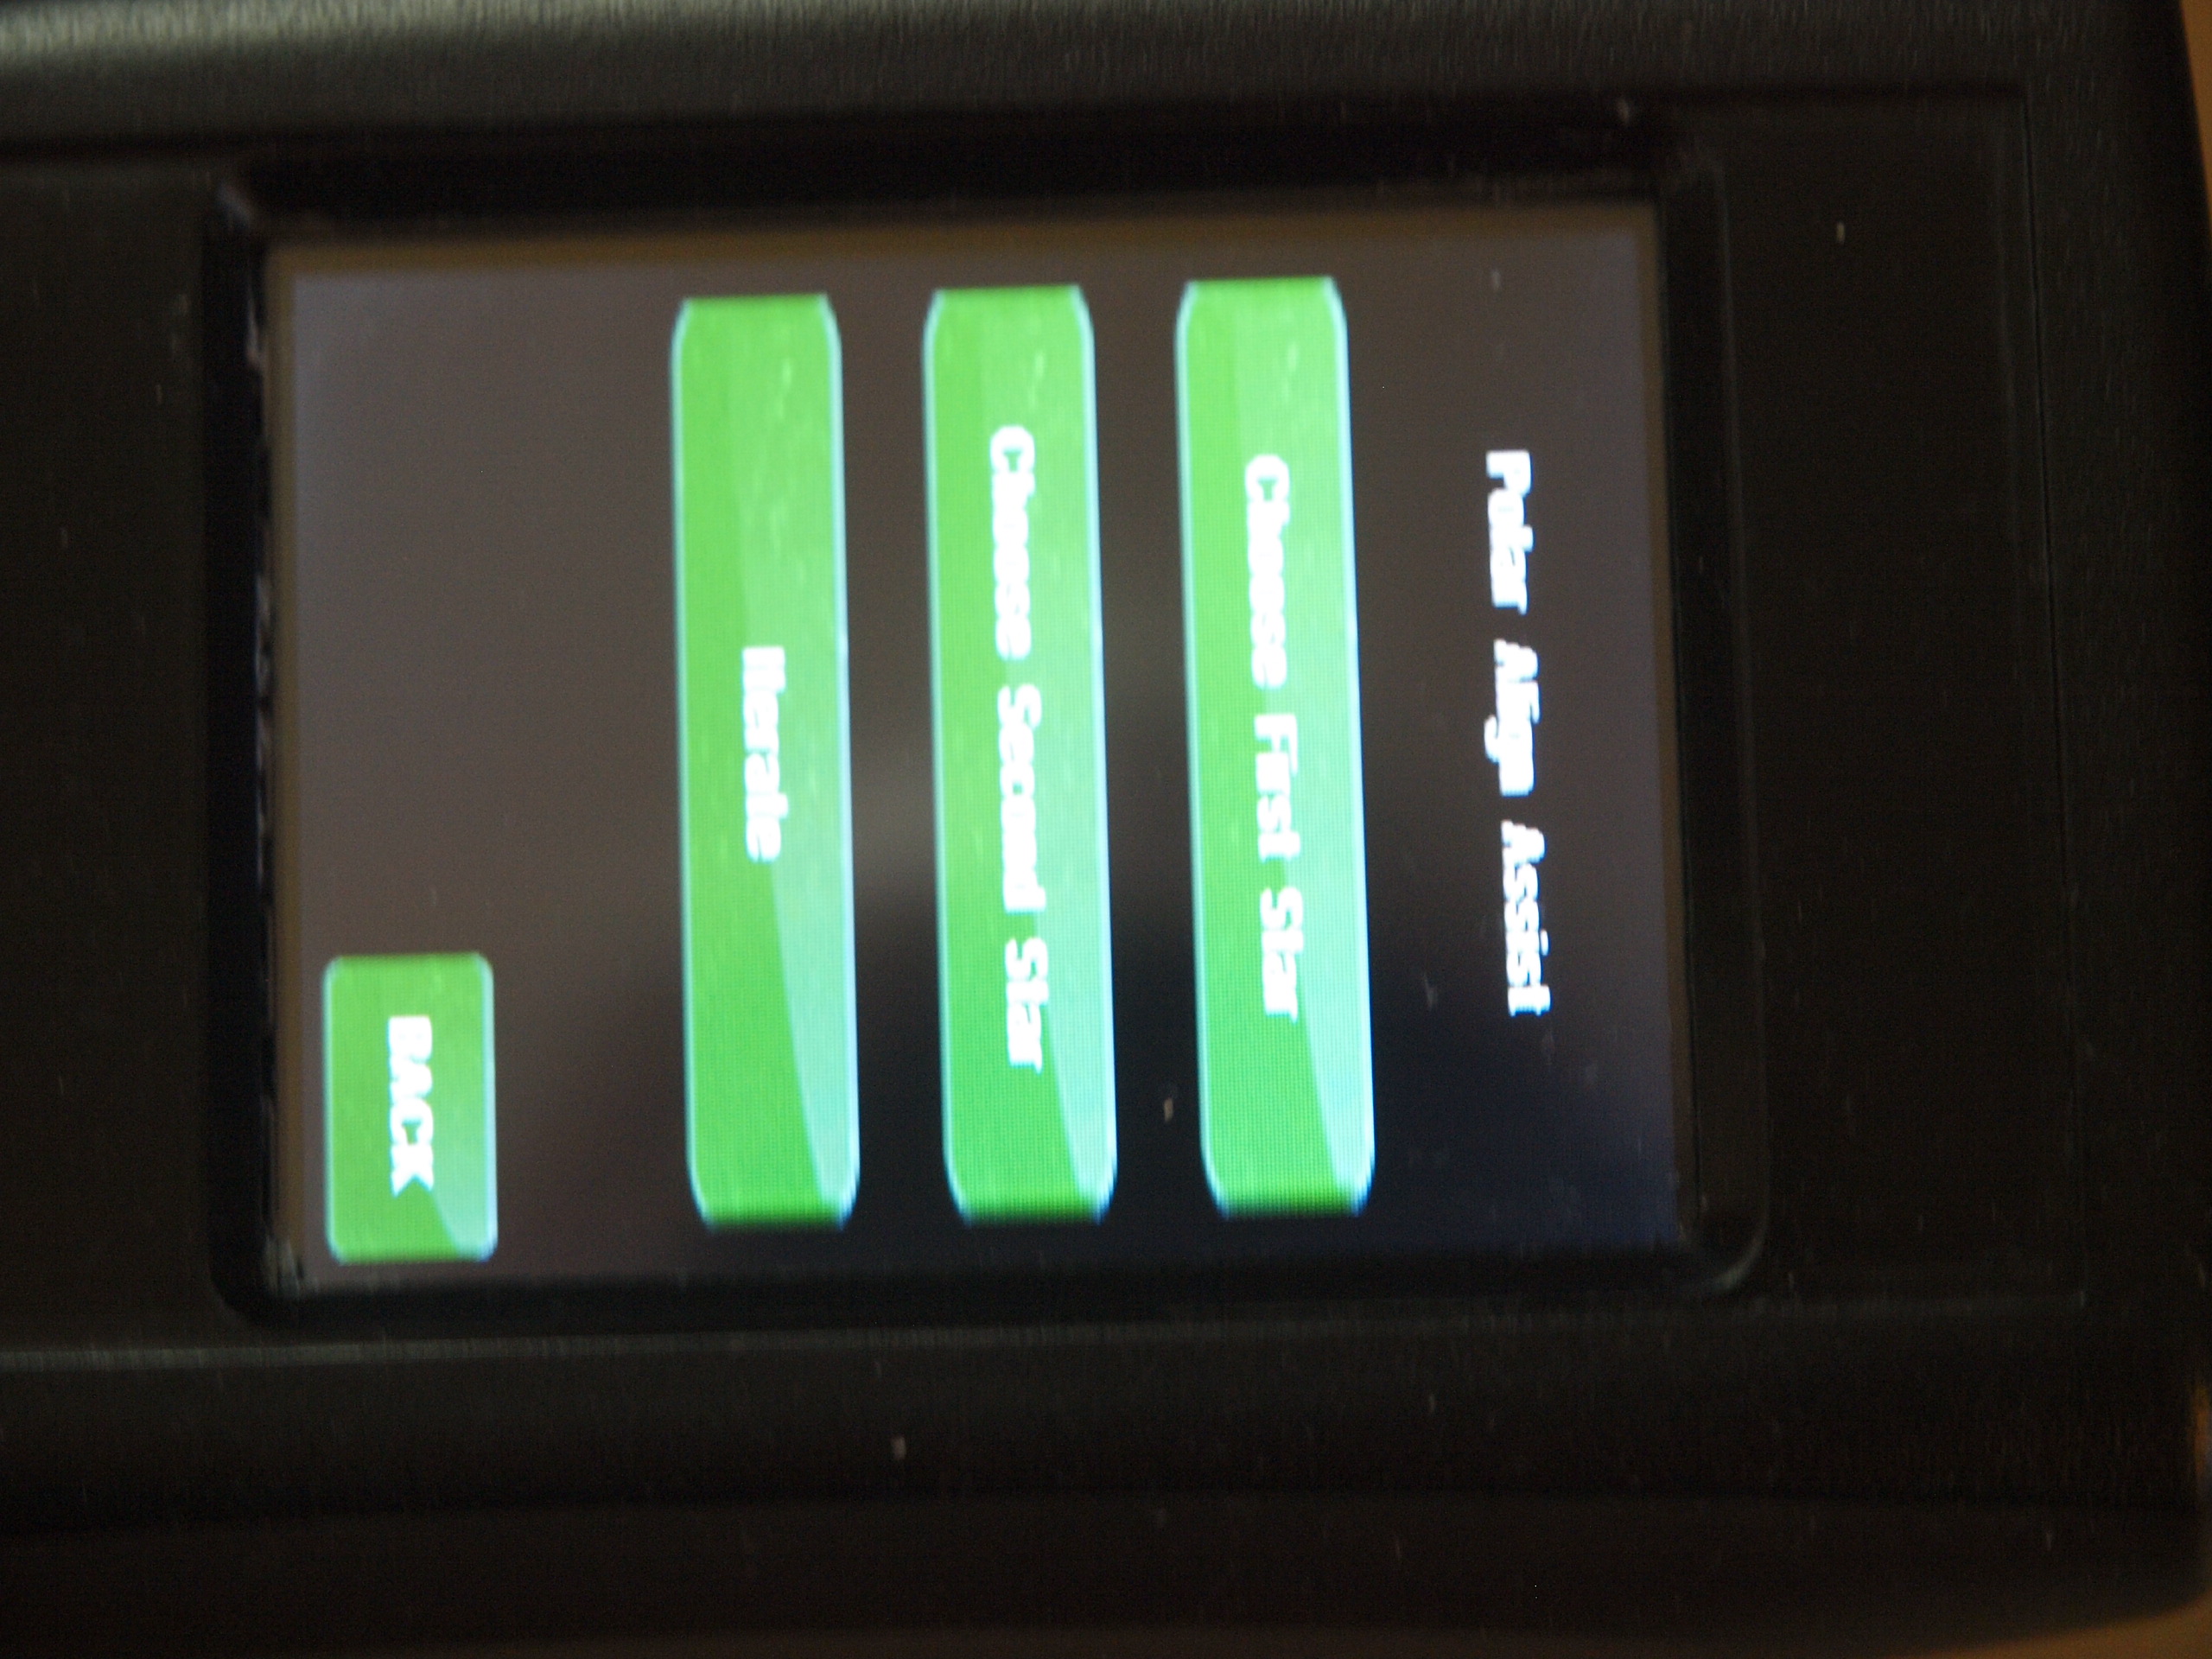 Polar Align Assist
Choose First Star
Choose Second Star
Iterate
BACK